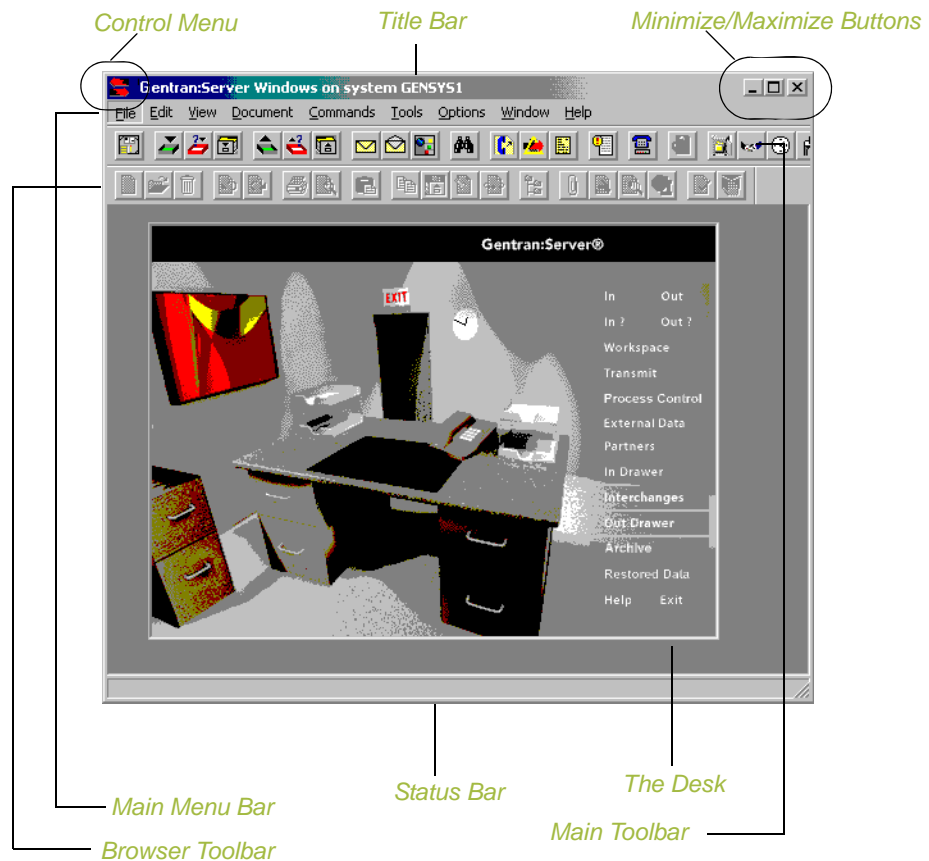 Control Menu
Title Bar
Minimize/Maximize Buttons
Gentran:Server Windows on system GENSYS1
File Edit View Document Commands Tools Options Window Help
Gentran:Server®
EXIT
In Out
In ? Out ?
Workspace
Transmit
Process Control
External Data
Partners
In Drawer
Interchanges
Out Drawer
Archive
Restored Data
Help Exit
Status Bar
The Desk
Main Menu Bar
Main Toolbar
Browser Toolbar